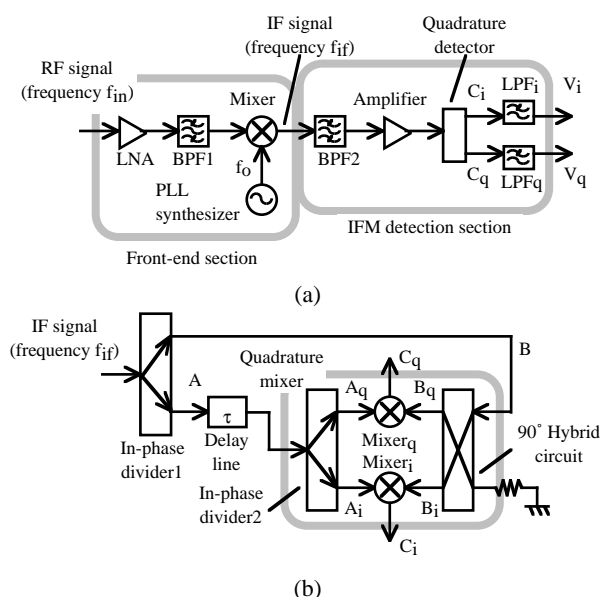 RF signal
(frequency fin)
IF signal
(frequency fif)
Quadrature
detector
Mixer
Amplifier
Ci
LPFi
Vi
LNA
BPF1
fo
BPF2
Cq
LPFq
Vq
PLL
synthesizer
IFM detection section
Front-end section
(a)
IF signal
(frequency fif)
Quadrature
mixer
Cq
B
A
Aq
Bq
τ
Delay
line
In-phase
divider1
Mixerq
Mixeri
90° Hybrid
circuit
In-phase
divider2
Ai
Bi
Ci
(b)